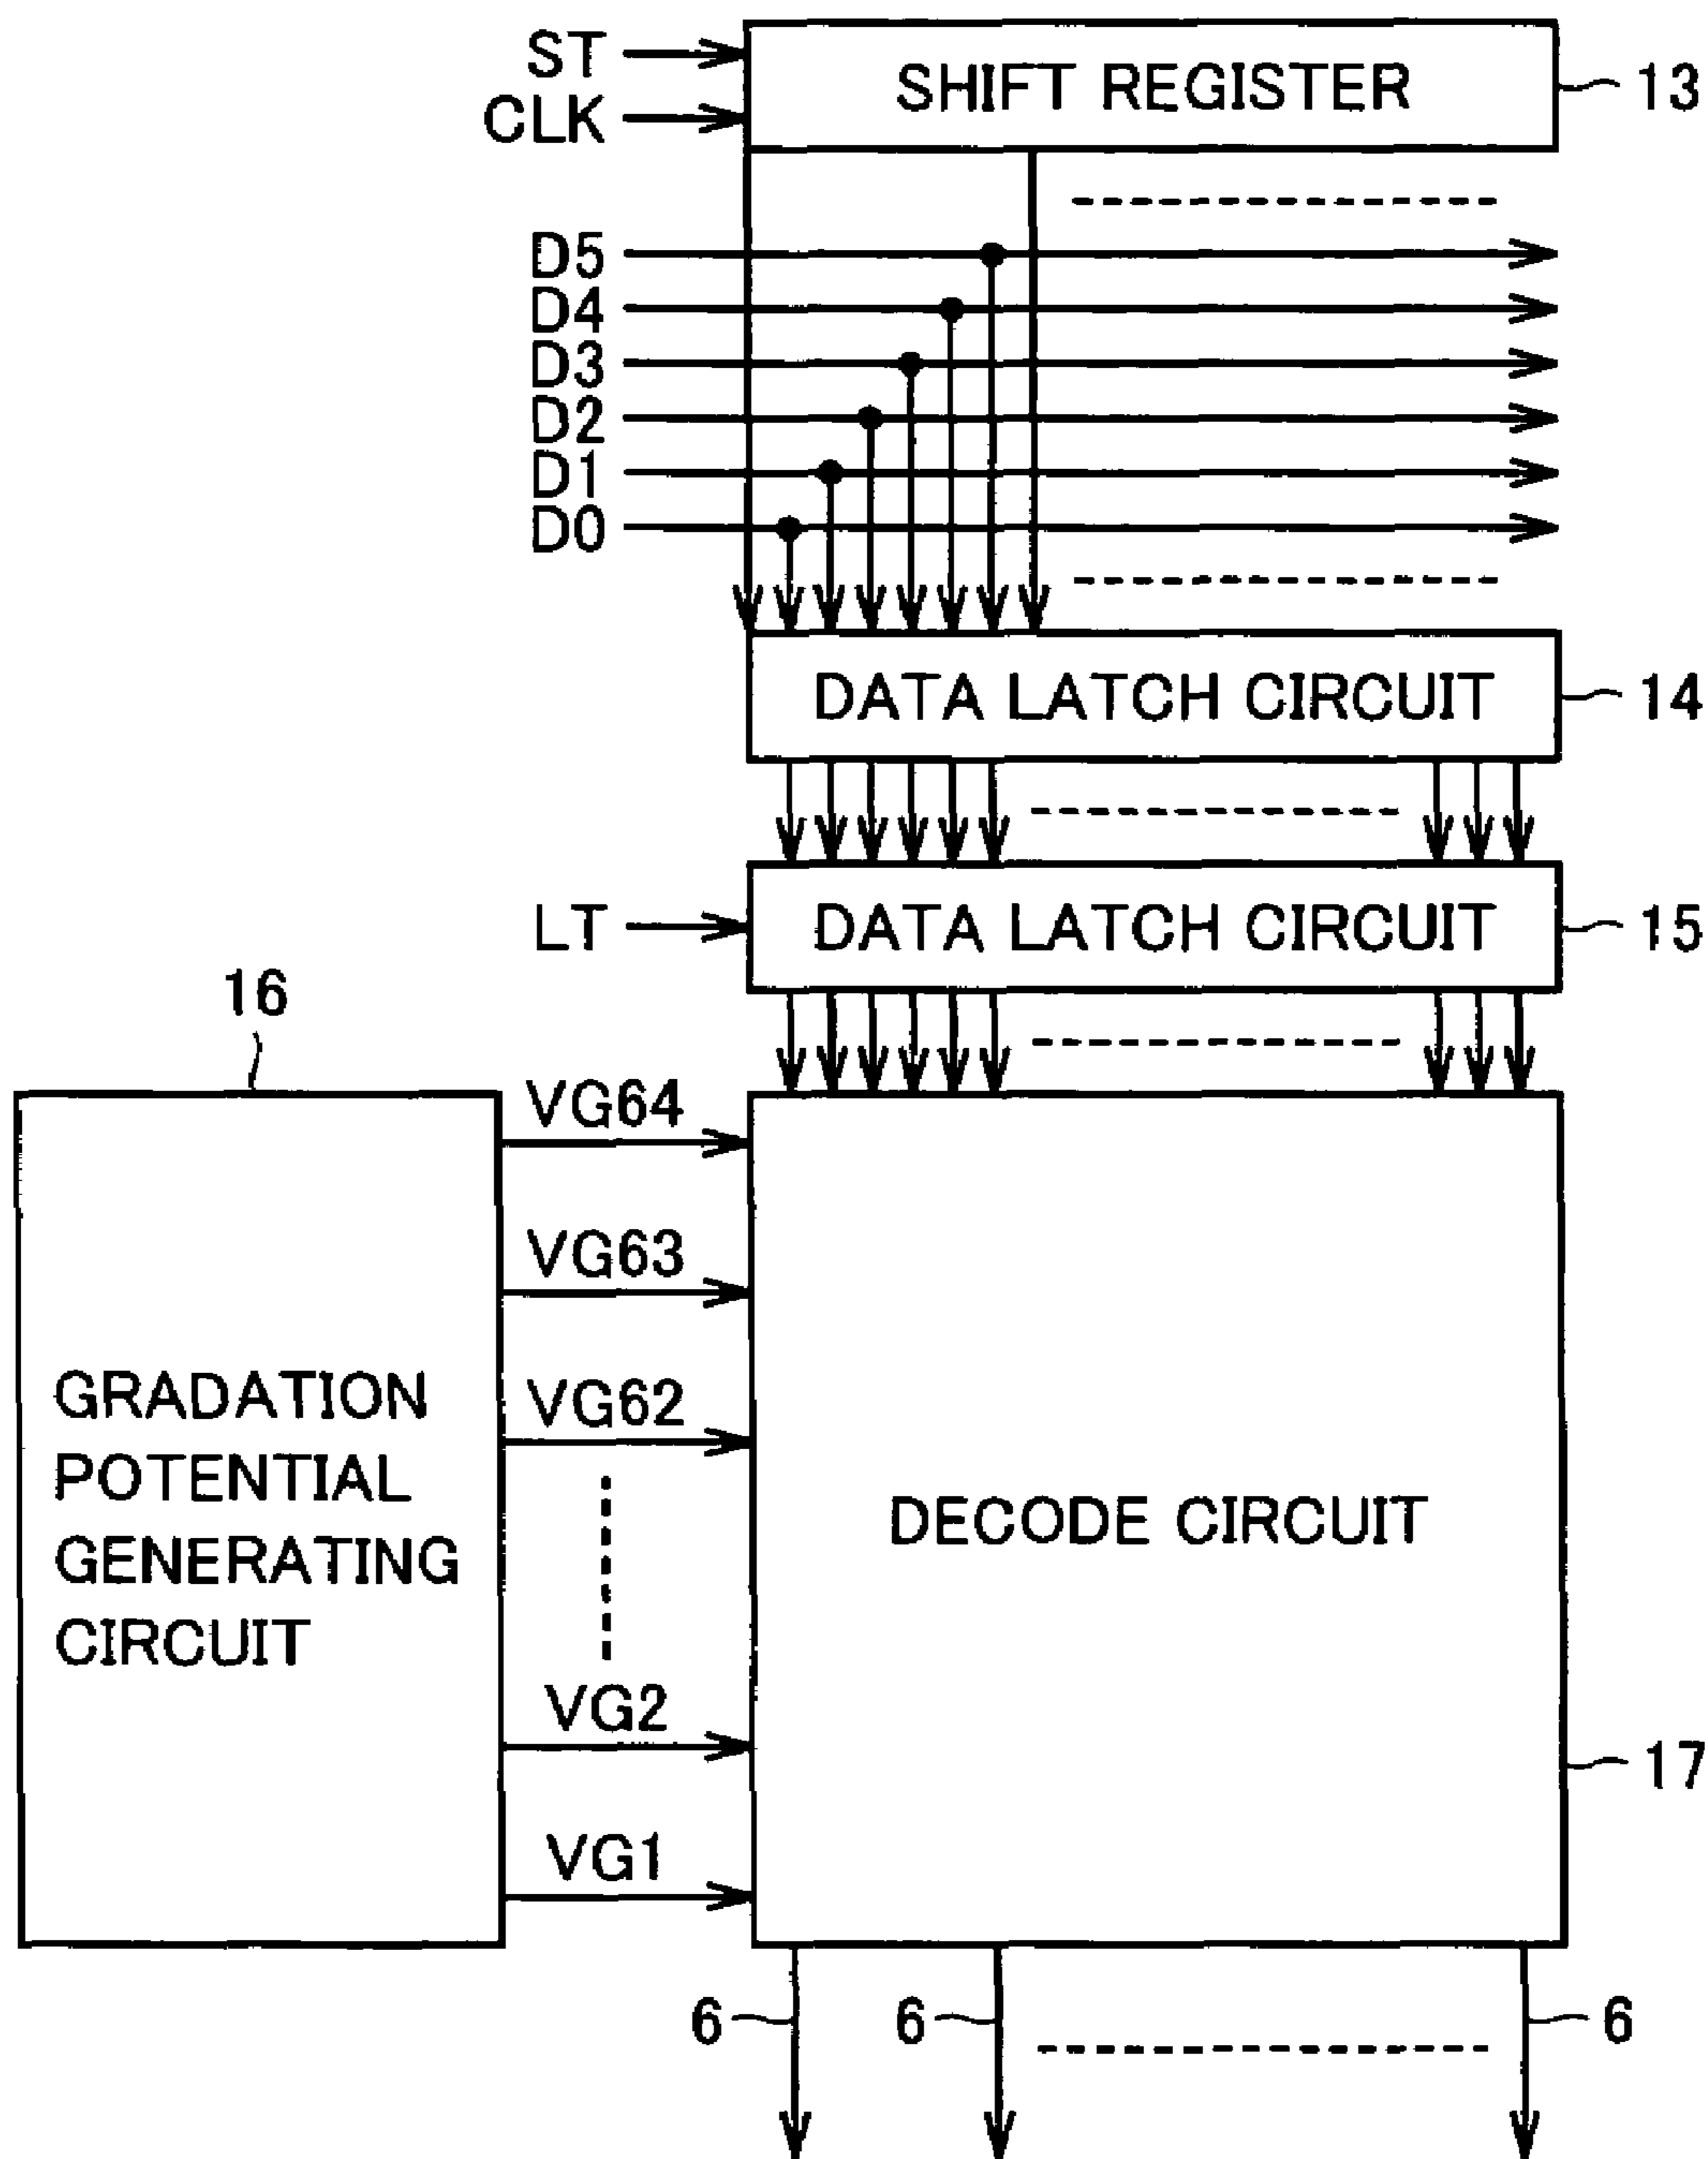 ST
SHIFT REGISTER
13
CLK
D5
D4
D3
D2
D1
D0
DATA LATCH CIRCUIT
14
LT
DATA LATCH CIRCUIT
15
16
VG64
VG63
VG62
GRADATION
POTENTIAL
GENERATING
CIRCUIT
DECODE CIRCUIT
VG2
17
VG1
6
6
6